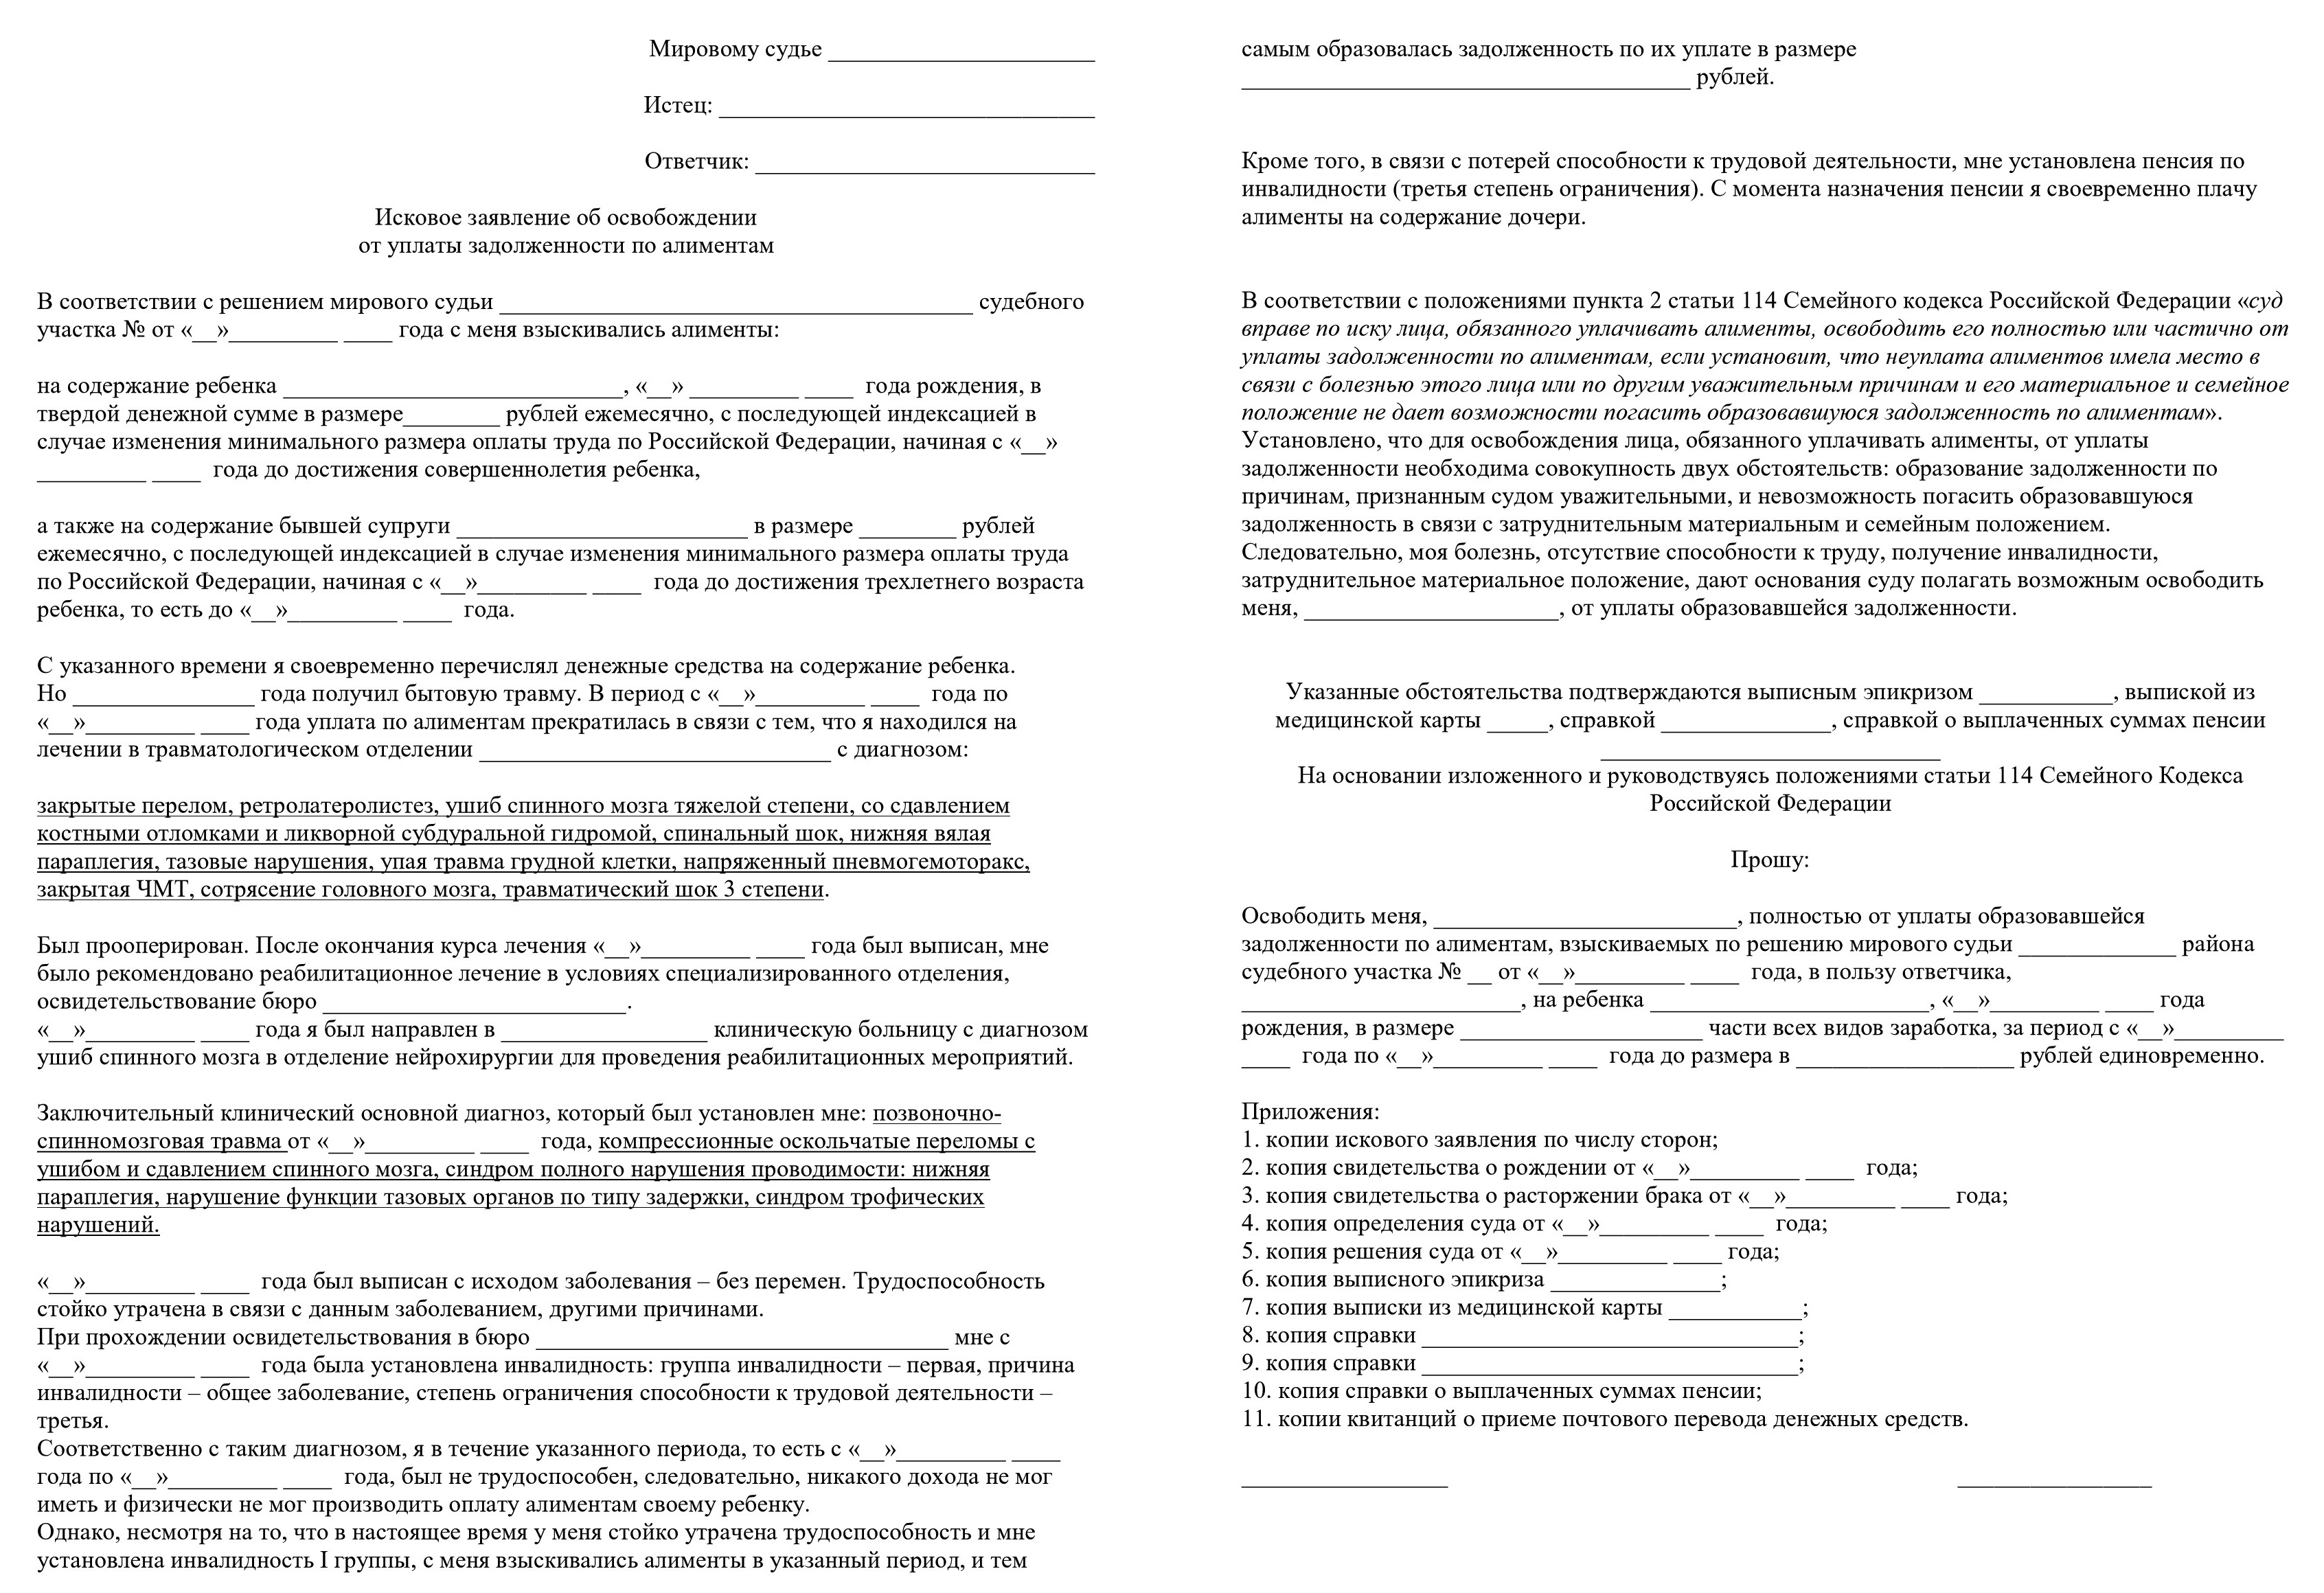 Мировому судье ______________________
Истец: _______________________________
Ответчик: ____________________________
Исковое заявление об освобождении
от уплаты задолженности по алиментам
В соответствии с решением мирового судьи _______________________________________ судебного
участка № от «__»_________ ____ года с меня взыскивались алименты:
на содержание ребенка ____________________________, «__» _________ ____ года рождения, в
твердой денежной сумме в размере________ рублей ежемесячно, с последующей индексацией в
случае изменения минимального размера оплаты труда по Российской Федерации, начиная с «__»
_________ ____ года до достижения совершеннолетия ребенка,
а также на содержание бывшей супруги ________________________ в размере ________ рублей
ежемесячно, с последующей индексацией в случае изменения минимального размера оплаты труда
по Российской Федерации, начиная с «__»_________ ____ года до достижения трехлетнего возраста
ребенка, то есть до «__»_________ ____ года.
С указанного времени я своевременно перечислял денежные средства на содержание ребенка.
Но _______________ года получил бытовую травму. В период с «__»_________ ____ года по
«__»_________ ____ года уплата по алиментам прекратилась в связи с тем, что я находился на
лечении в травматологическом отделении _____________________________ с диагнозом:
закрытые перелом, ретролатеролистез, ушиб спинного мозга тяжелой степени, со сдавлением
костными отломками и ликворной субдуральной гидромой, спинальный шок, нижняя вялая
параплегия, тазовые нарушения, упая травма грудной клетки, напряженный пневмогемоторакс,
закрытая ЧМТ, сотрясение головного мозга, травматический шок 3 степени.
Был прооперирован. После окончания курса лечения «__»_________ ____ года был выписан, мне
было рекомендовано реабилитационное лечение в условиях специализированного отделения,
освидетельствование бюро _________________________.
«__»_________ ____ года я был направлен в _________________ клиническую больницу с диагнозом
ушиб спинного мозга в отделение нейрохирургии для проведения реабилитационных мероприятий.
Заключительный клинический основной диагноз, который был установлен мне: позвоночно-
спинномозговая травма от «__»_________ ____ года, компрессионные оскольчатые переломы с
ушибом и сдавлением спинного мозга, синдром полного нарушения проводимости: нижняя
параплегия, нарушение функции тазовых органов по типу задержки, синдром трофических
нарушений.
«__»_________ ____ года был выписан с исходом заболевания – без перемен. Трудоспособность
стойко утрачена в связи с данным заболеванием, другими причинами.
При прохождении освидетельствования в бюро __________________________________ мне с
«__»_________ ____ года была установлена инвалидность: группа инвалидности – первая, причина
инвалидности – общее заболевание, степень ограничения способности к трудовой деятельности –
третья.
Соответственно с таким диагнозом, я в течение указанного периода, то есть с «__»_________ ____
года по «__»_________ ____ года, был не трудоспособен, следовательно, никакого дохода не мог
иметь и физически не мог производить оплату алиментам своему ребенку.
Однако, несмотря на то, что в настоящее время у меня стойко утрачена трудоспособность и мне
установлена инвалидность I группы, с меня взыскивались алименты в указанный период, и тем
самым образовалась задолженность по их уплате в размере
_____________________________________ рублей.
Кроме того, в связи с потерей способности к трудовой деятельности, мне установлена пенсия по
инвалидности (третья степень ограничения). С момента назначения пенсии я своевременно плачу
алименты на содержание дочери.
В соответствии с положениями пункта 2 статьи 114 Семейного кодекса Российской Федерации «суд
вправе по иску лица, обязанного уплачивать алименты, освободить его полностью или частично от
уплаты задолженности по алиментам, если установит, что неуплата алиментов имела место в
связи с болезнью этого лица или по другим уважительным причинам и его материальное и семейное
положение не дает возможности погасить образовавшуюся задолженность по алиментам».
Установлено, что для освобождения лица, обязанного уплачивать алименты, от уплаты
задолженности необходима совокупность двух обстоятельств: образование задолженности по
причинам, признанным судом уважительными, и невозможность погасить образовавшуюся
задолженность в связи с затруднительным материальным и семейным положением.
Следовательно, моя болезнь, отсутствие способности к труду, получение инвалидности,
затруднительное материальное положение, дают основания суду полагать возможным освободить
меня, _____________________, от уплаты образовавшейся задолженности.
Указанные обстоятельства подтверждаются выписным эпикризом ___________, выпиской из
медицинской карты _____, справкой ______________, справкой о выплаченных суммах пенсии
____________________________
На основании изложенного и руководствуясь положениями статьи 114 Семейного Кодекса
Российской Федерации
Прошу:
Освободить меня, _________________________, полностью от уплаты образовавшейся
задолженности по алиментам, взыскиваемых по решению мирового судьи _____________ района
судебного участка № __ от «__»_________ ____ года, в пользу ответчика,
_______________________, на ребенка _______________________, «__»_________ ____ года
рождения, в размере ____________________ части всех видов заработка, за период с «__»_________
____ года по «__»_________ ____ года до размера в __________________ рублей единовременно.
Приложения:
1. копии искового заявления по числу сторон;
2. копия свидетельства о рождении от «__»_________ ____ года;
3. копия свидетельства о расторжении брака от «__»_________ ____ года;
4. копия определения суда от «__»_________ ____ года;
5. копия решения суда от «__»_________ ____ года;
6. копия выписного эпикриза ______________;
7. копия выписки из медицинской карты ___________;
8. копия справки _______________________________;
9. копия справки _______________________________;
10. копия справки о выплаченных суммах пенсии;
11. копии квитанций о приеме почтового перевода денежных средств.
_________________ ________________